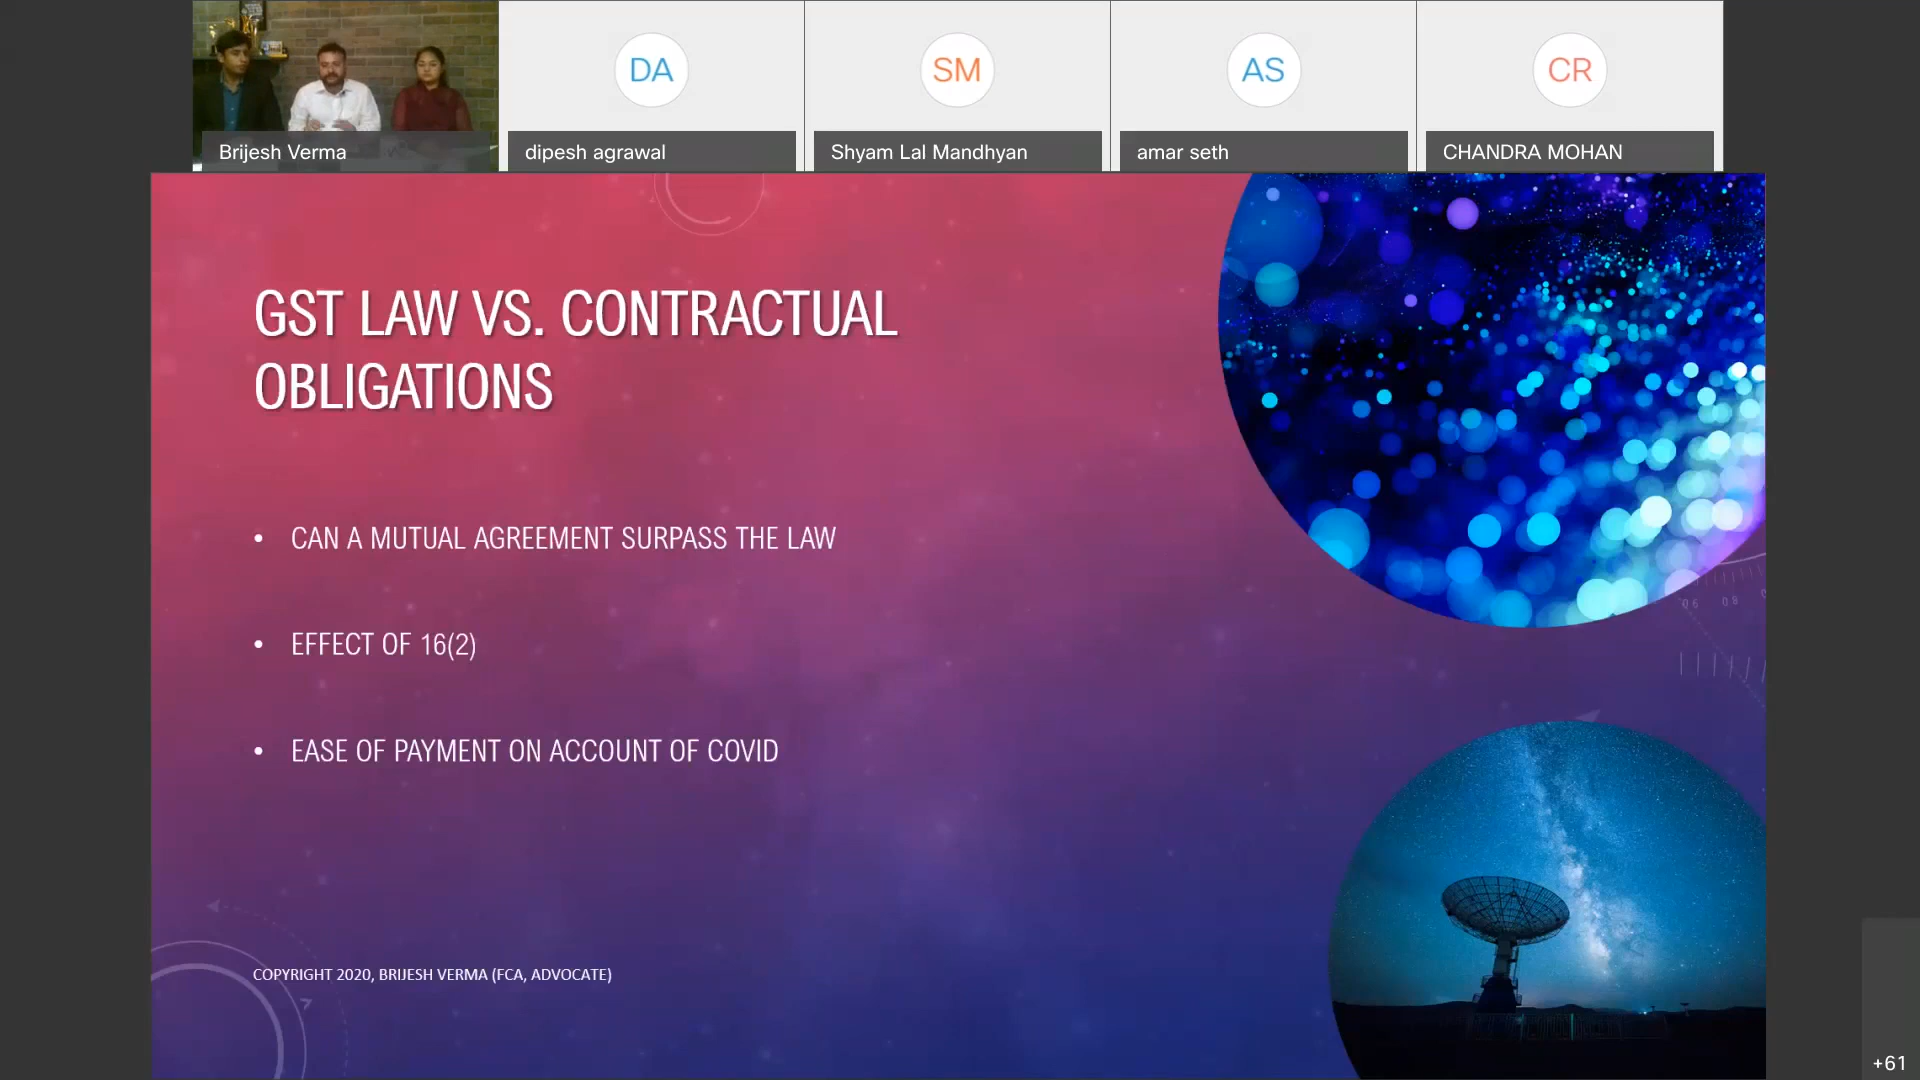 DA
SM
AS
CR
Brijesh Verma
dipesh agrawal
Shyam Lal Mandhyan
amar seth
CHANDRA MOHAN
GST LAW VS. CONTRACTUAL
OBLIGATIONS
• CAN A MUTUAL AGREEMENT SURPASS THE LAW
• EFFECT OF 16(2)
• EASE OF PAYMENT ON ACCOUNT OF COVID
06 08
COPYRIGHT 2020, BRIJESH VERMA (FCA, ADVOCATE)
+61